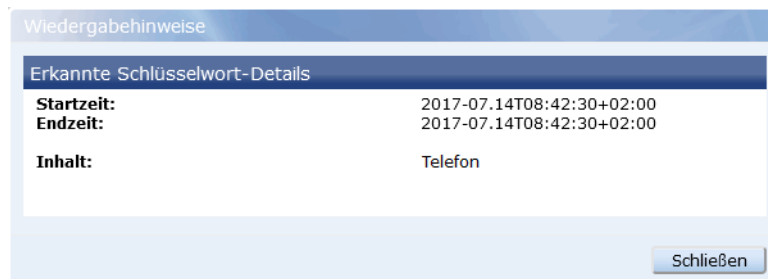 Wiedergabehinweise
Erkannte Schlüsselwort-Details
Startzeit: 2017-07.14T08:42:30+02:00
Endzeit: 2017-07.14T08:42:30+02:00
Inhalt: Telefon
Schließen